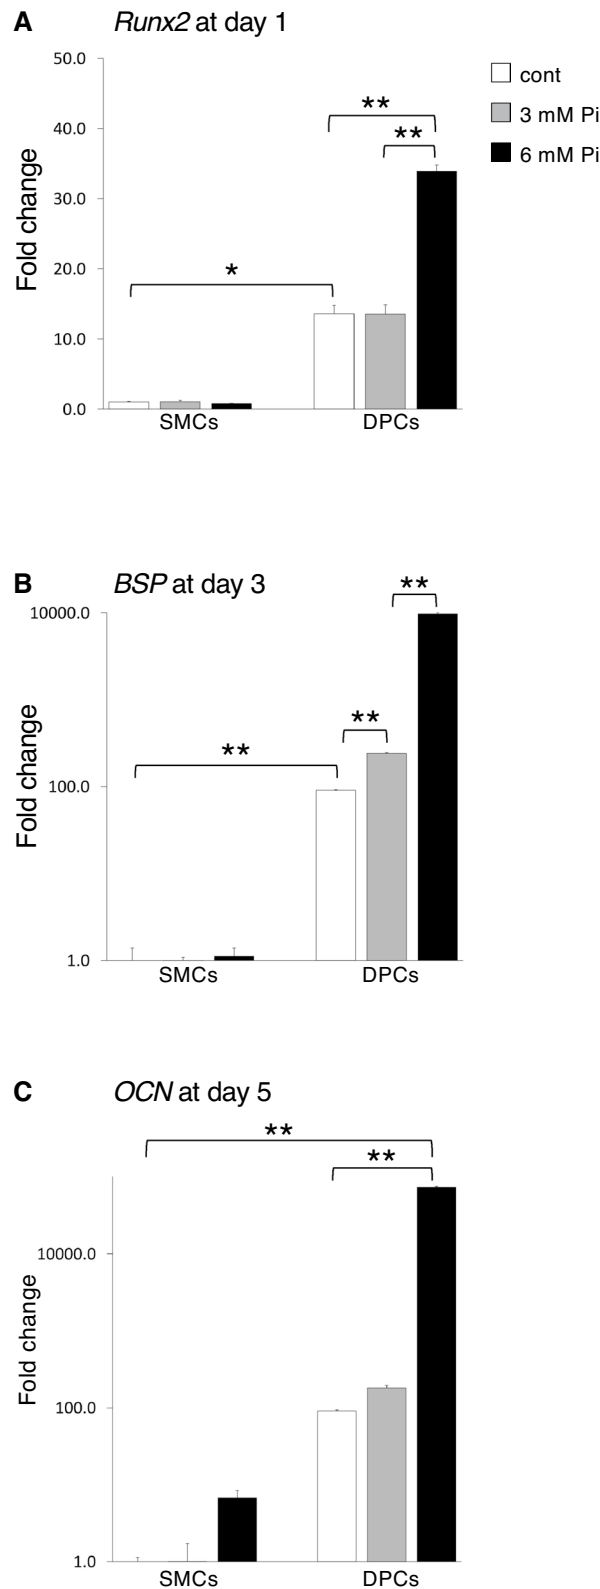 A Runx2 at day 1
50.0
40.0
30.0
20.0
10.0
0.0
Fold change
cont
3 mM Pi
6 mM Pi
**
**
*
SMCs DPCs
B BSP at day 3
10000.0
100.0
1.0
Fold change
**
**
**
SMCs DPCs
C OCN at day 5
10000.0
100.0
1.0
Fold change
**
**
SMCs DPCs